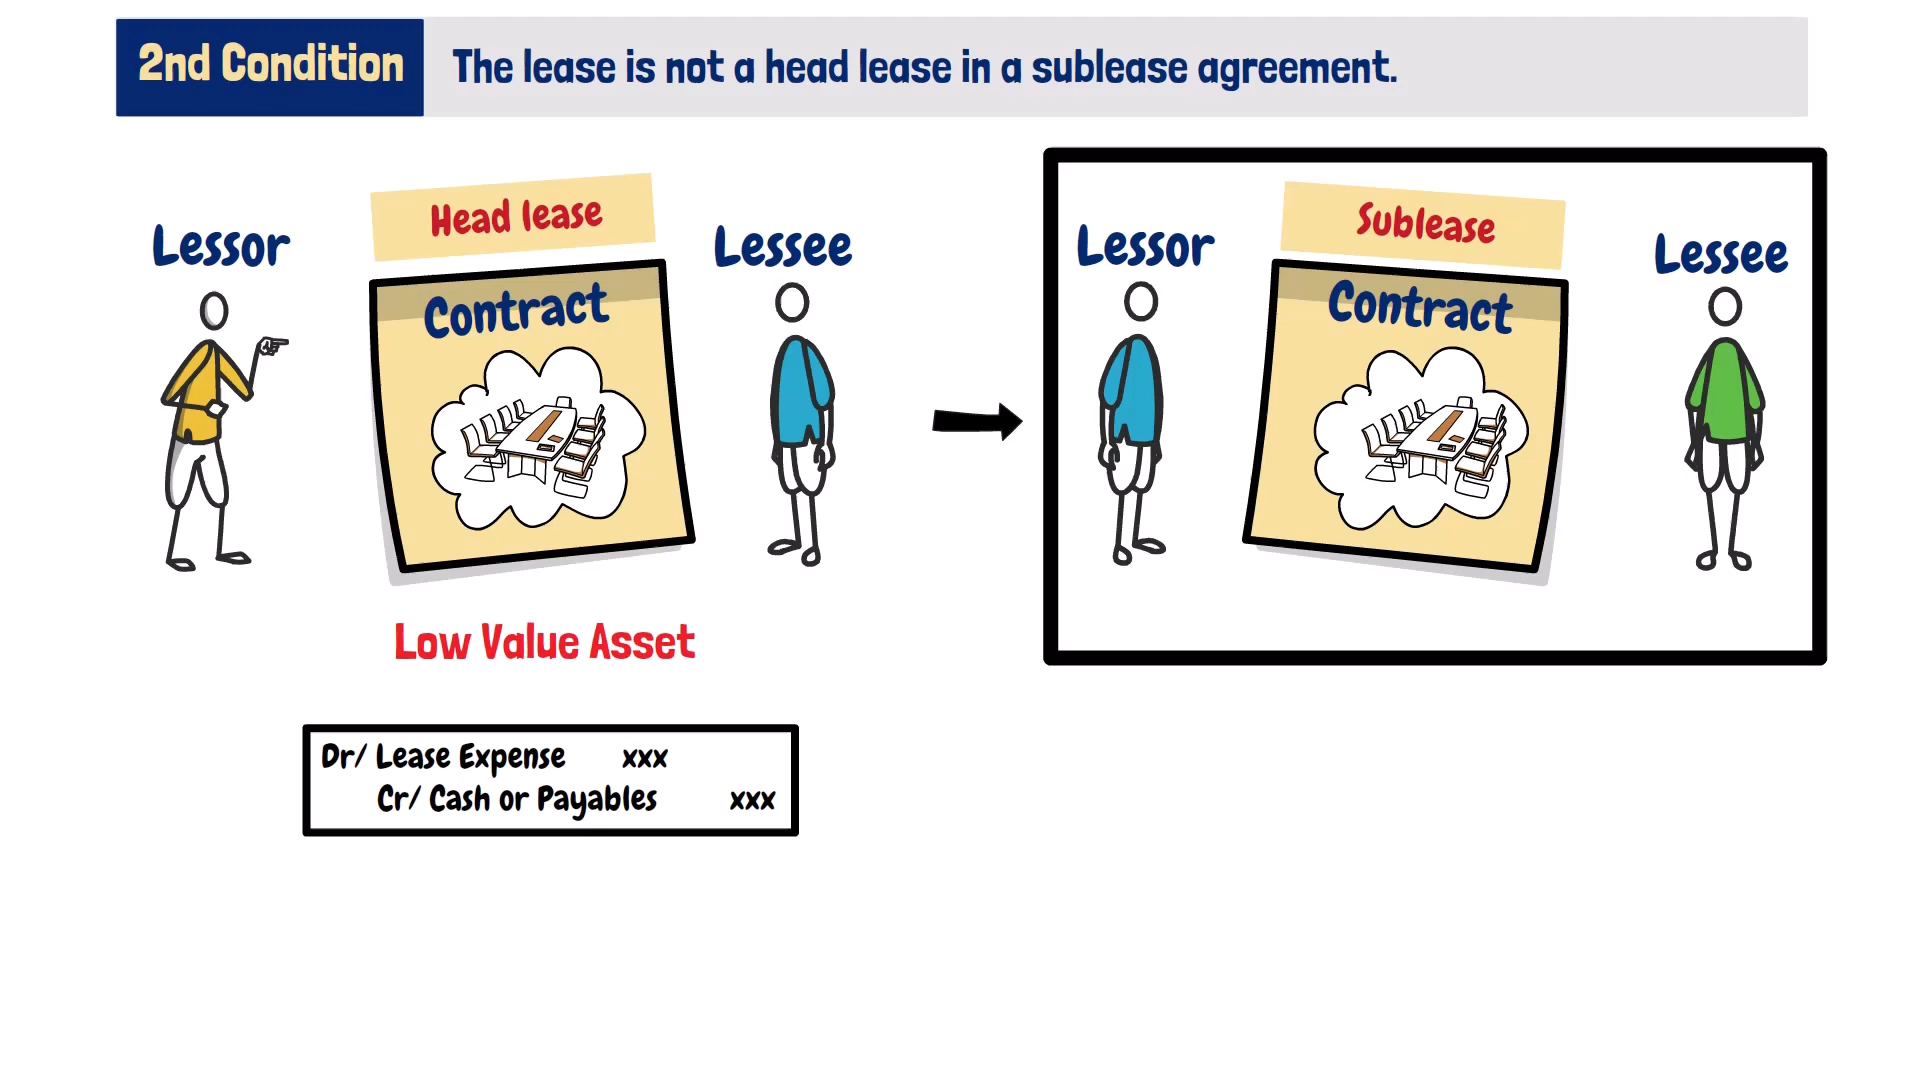 2nd Condition
The lease is not a head lease in a sublease agreement.
Lessor
Head lease
Contract
Lessee
Low Value Asset
Dr/ Lease Expense xxx
Cr/ Cash or Payables xxx
Lessor
Sublease
Contract
Lessee